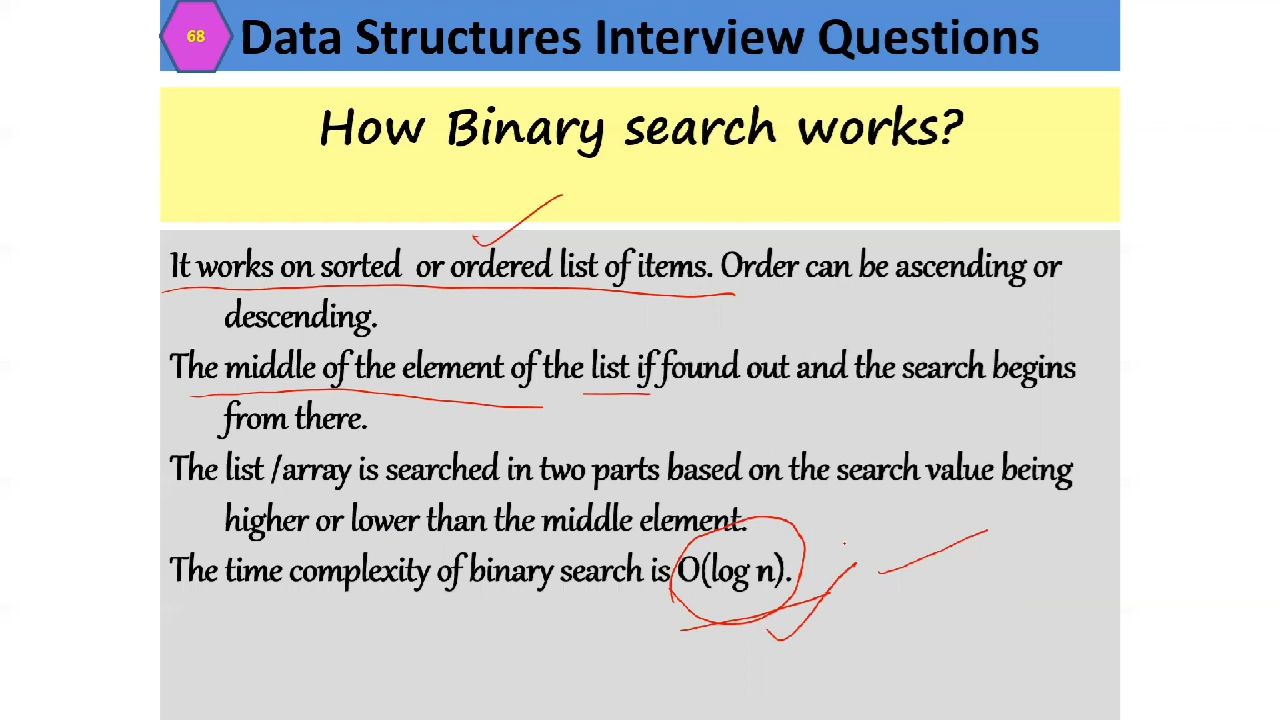 68
Data Structures Interview Questions
How Binary search works?
It works on sorted or ordered list of items. Order can be ascending or
descending.
The middle of the element of the list if found out and the search begins
from there.
The list /array is searched in two parts based on the search value being
higher or lower than the middle element.
The time complexity of binary search is O(log n).